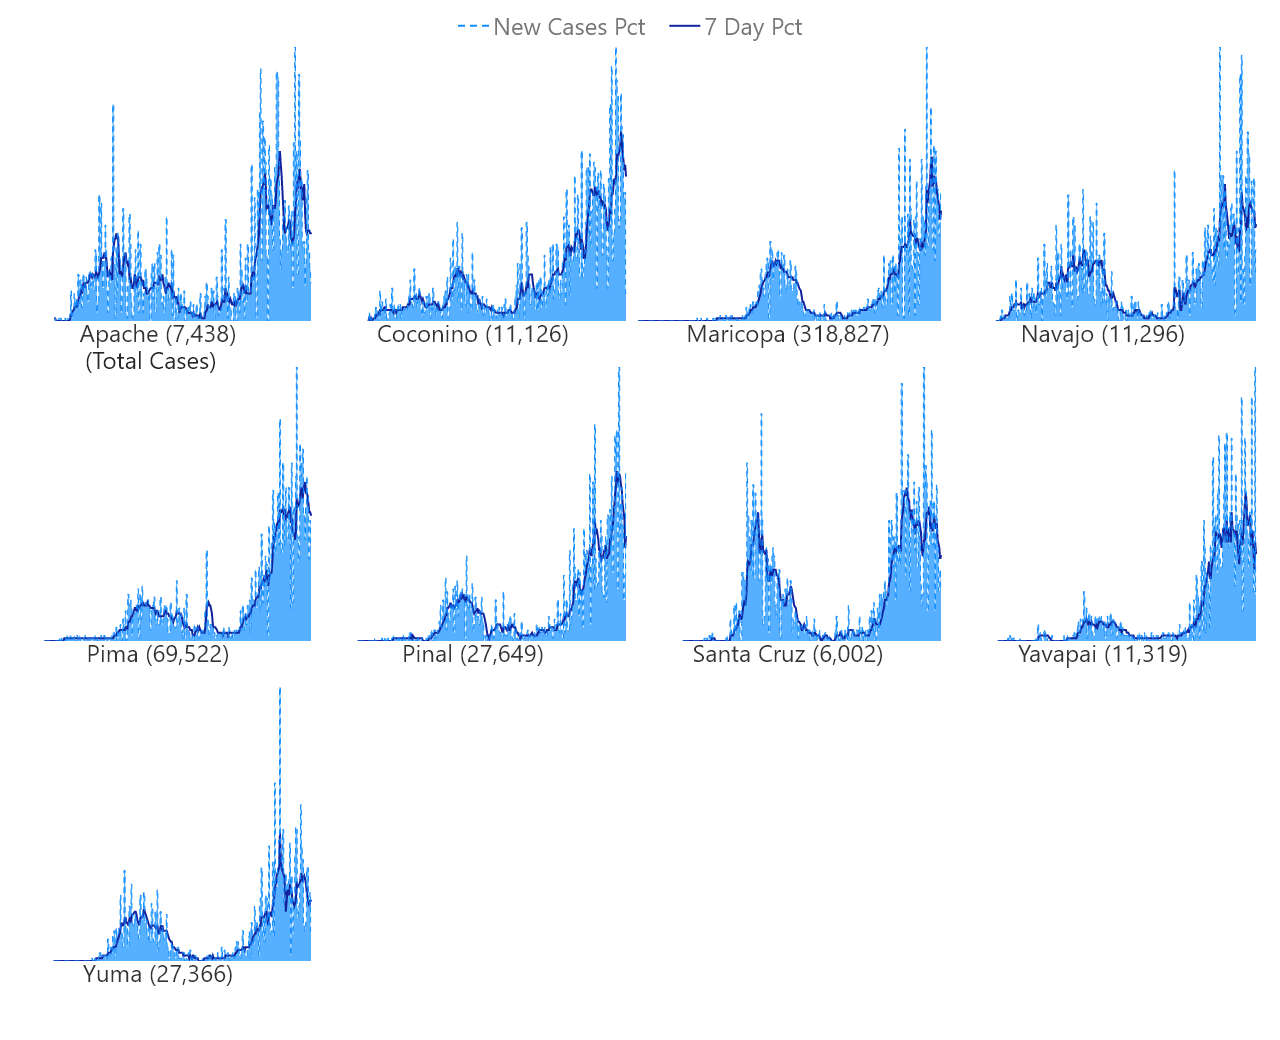 New Cases Pct 7 Day Pct
Apache (7,438)
(Total Cases)
Coconino (11,126)
Maricopa (318,827)
Navajo (11,296)
Pima (69,522)
Pinal (27,649)
Santa Cruz (6,002)
Yavapai (11,319)
Yuma (27,366)